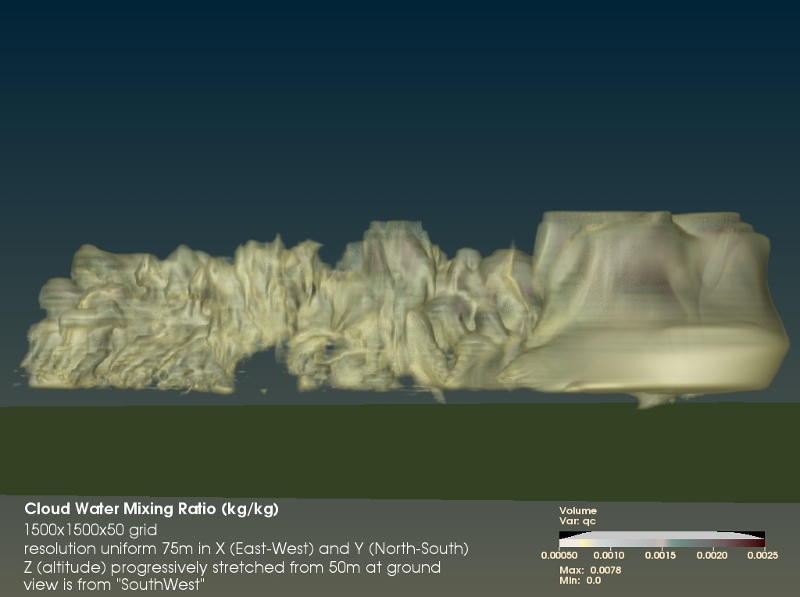 Cloud Water Mixing Ratio (kg/kg)
1500x1500x50 grid
resolution uniform 75m in X (East-West) and Y (North-South)
Z (altitude) progressively stretched from 50m at ground
view is from "SouthWest"
Volume
Var: qc
0.00050 0.0010 0.0015 0.0020 0.0025
Max: 0.0078
Min: 0.0